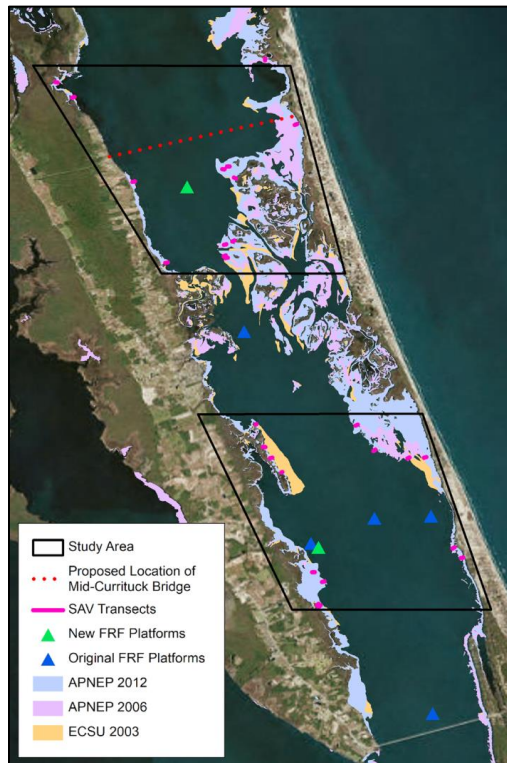 Study Area
Proposed Location of
Mid-Currituck Bridge
SAV Transects
New FRF Platforms
Original FRF Platforms
APNEP 2012
APNEP 2006
ECSU 2003